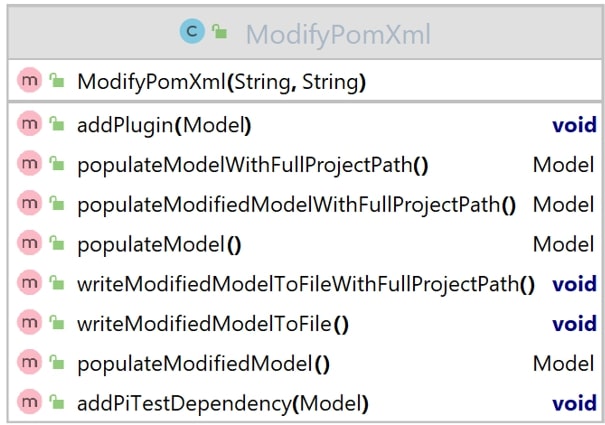 C ModifyPomXml
m ModifyPomXml(String, String)
m addPlugin(Model) void
m populateModelWithFullProjectPath() Model
m populateModifiedModelWithFullProjectPath() Model
m populateModel() Model
m writeModifiedModelToFileWithFullProjectPath() void
m writeModifiedModelToFile() void
m populateModifiedModel() Model
m addPiTestDependency(Model) void